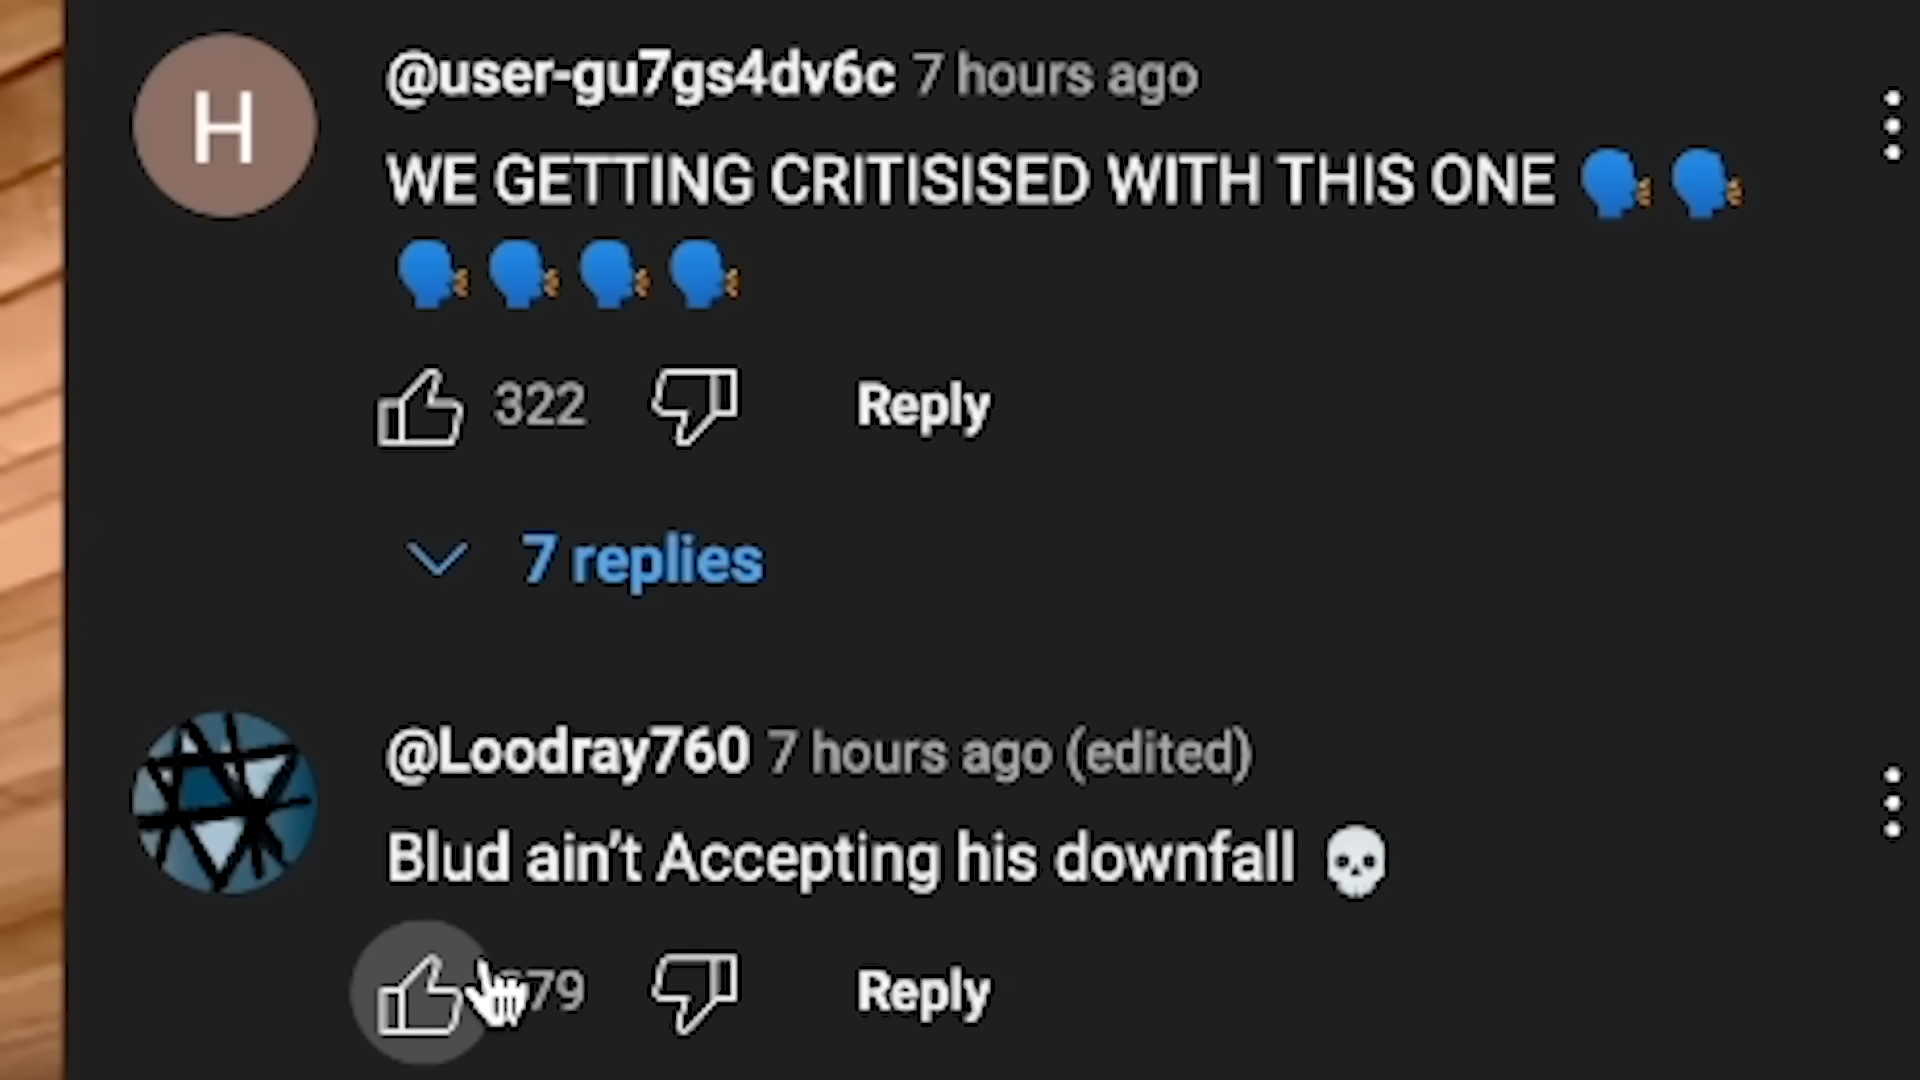 H
@user-gu7gs4dv6c 7 hours ago
WE GETTING CRITISISED WITH THIS ONE 🗣️🗣️
🗣️🗣️🗣️🗣️
322 Reply
7 replies
@Loodray760 7 hours ago (edited)
Blud ain’t Accepting his downfall 💀
Reply